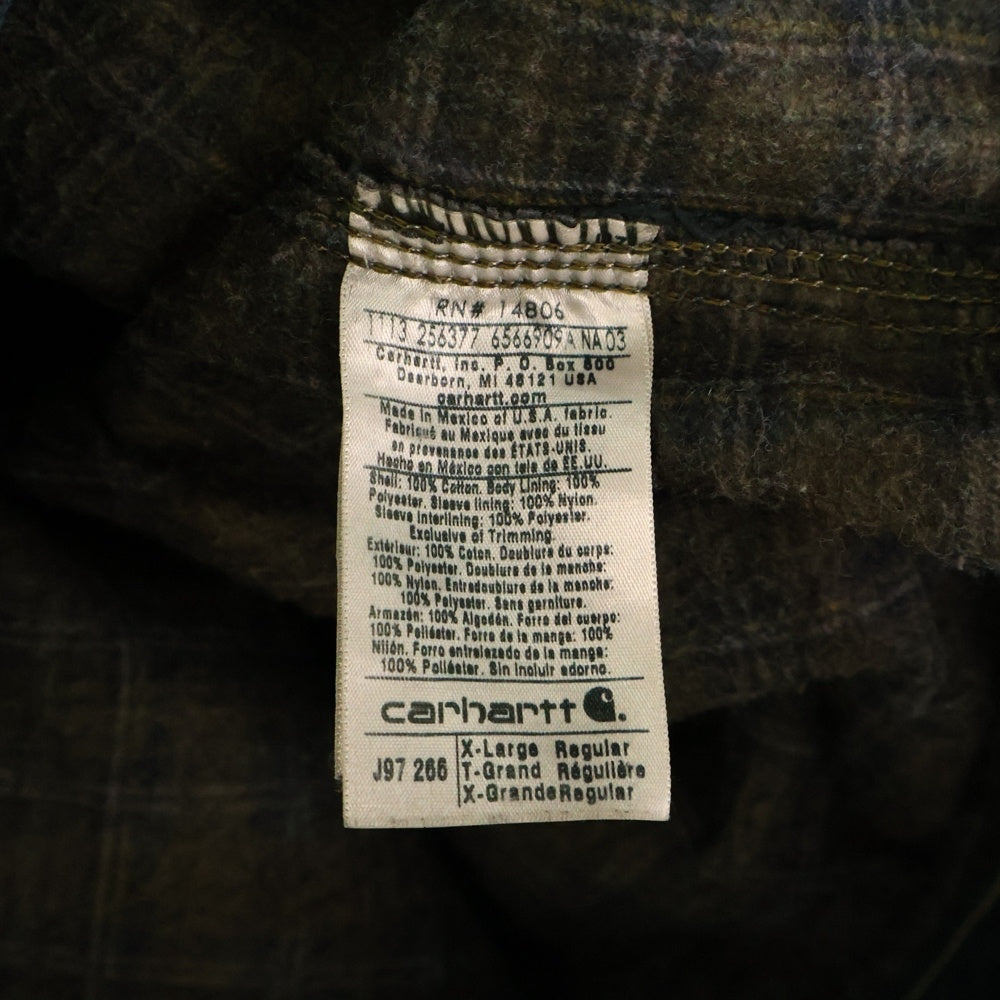 RN# 14806
1113 256377 6566909A NA 03
Carhartt, Inc. P. O. Box 600
Dearborn, MI 48121 USA
carhartt.com
Made in Mexico of U.S.A. fabric.
Fabriqué au Mexique avec du tissu
en provenance des ÉTATS-UNIS.
Hecho en México con tela de EE.UU.
Shell: 100% Cotton. Body Lining: 100%
Polyester. Sleeve lining: 100% Nylon.
Sleeve Interlining: 100% Polyester.
Exclusive of Trimming.
Extérieur: 100% Coton. Doublure du corps:
100% Polyester. Doublure de la manche:
100% Nylon. Entredoublure de la manche:
100% Polyester. Sans garniture.
Armazón: 100% Algodón. Forro del cuerpo:
100% Poliéster. Forro de la manga: 100%
Nilón. Forro entrelazado de la manga:
100% Poliéster. Sin incluir adorno.
carhartt
J97 266
X-Large Regular
T-Grand Régulière
X-Grande Regular